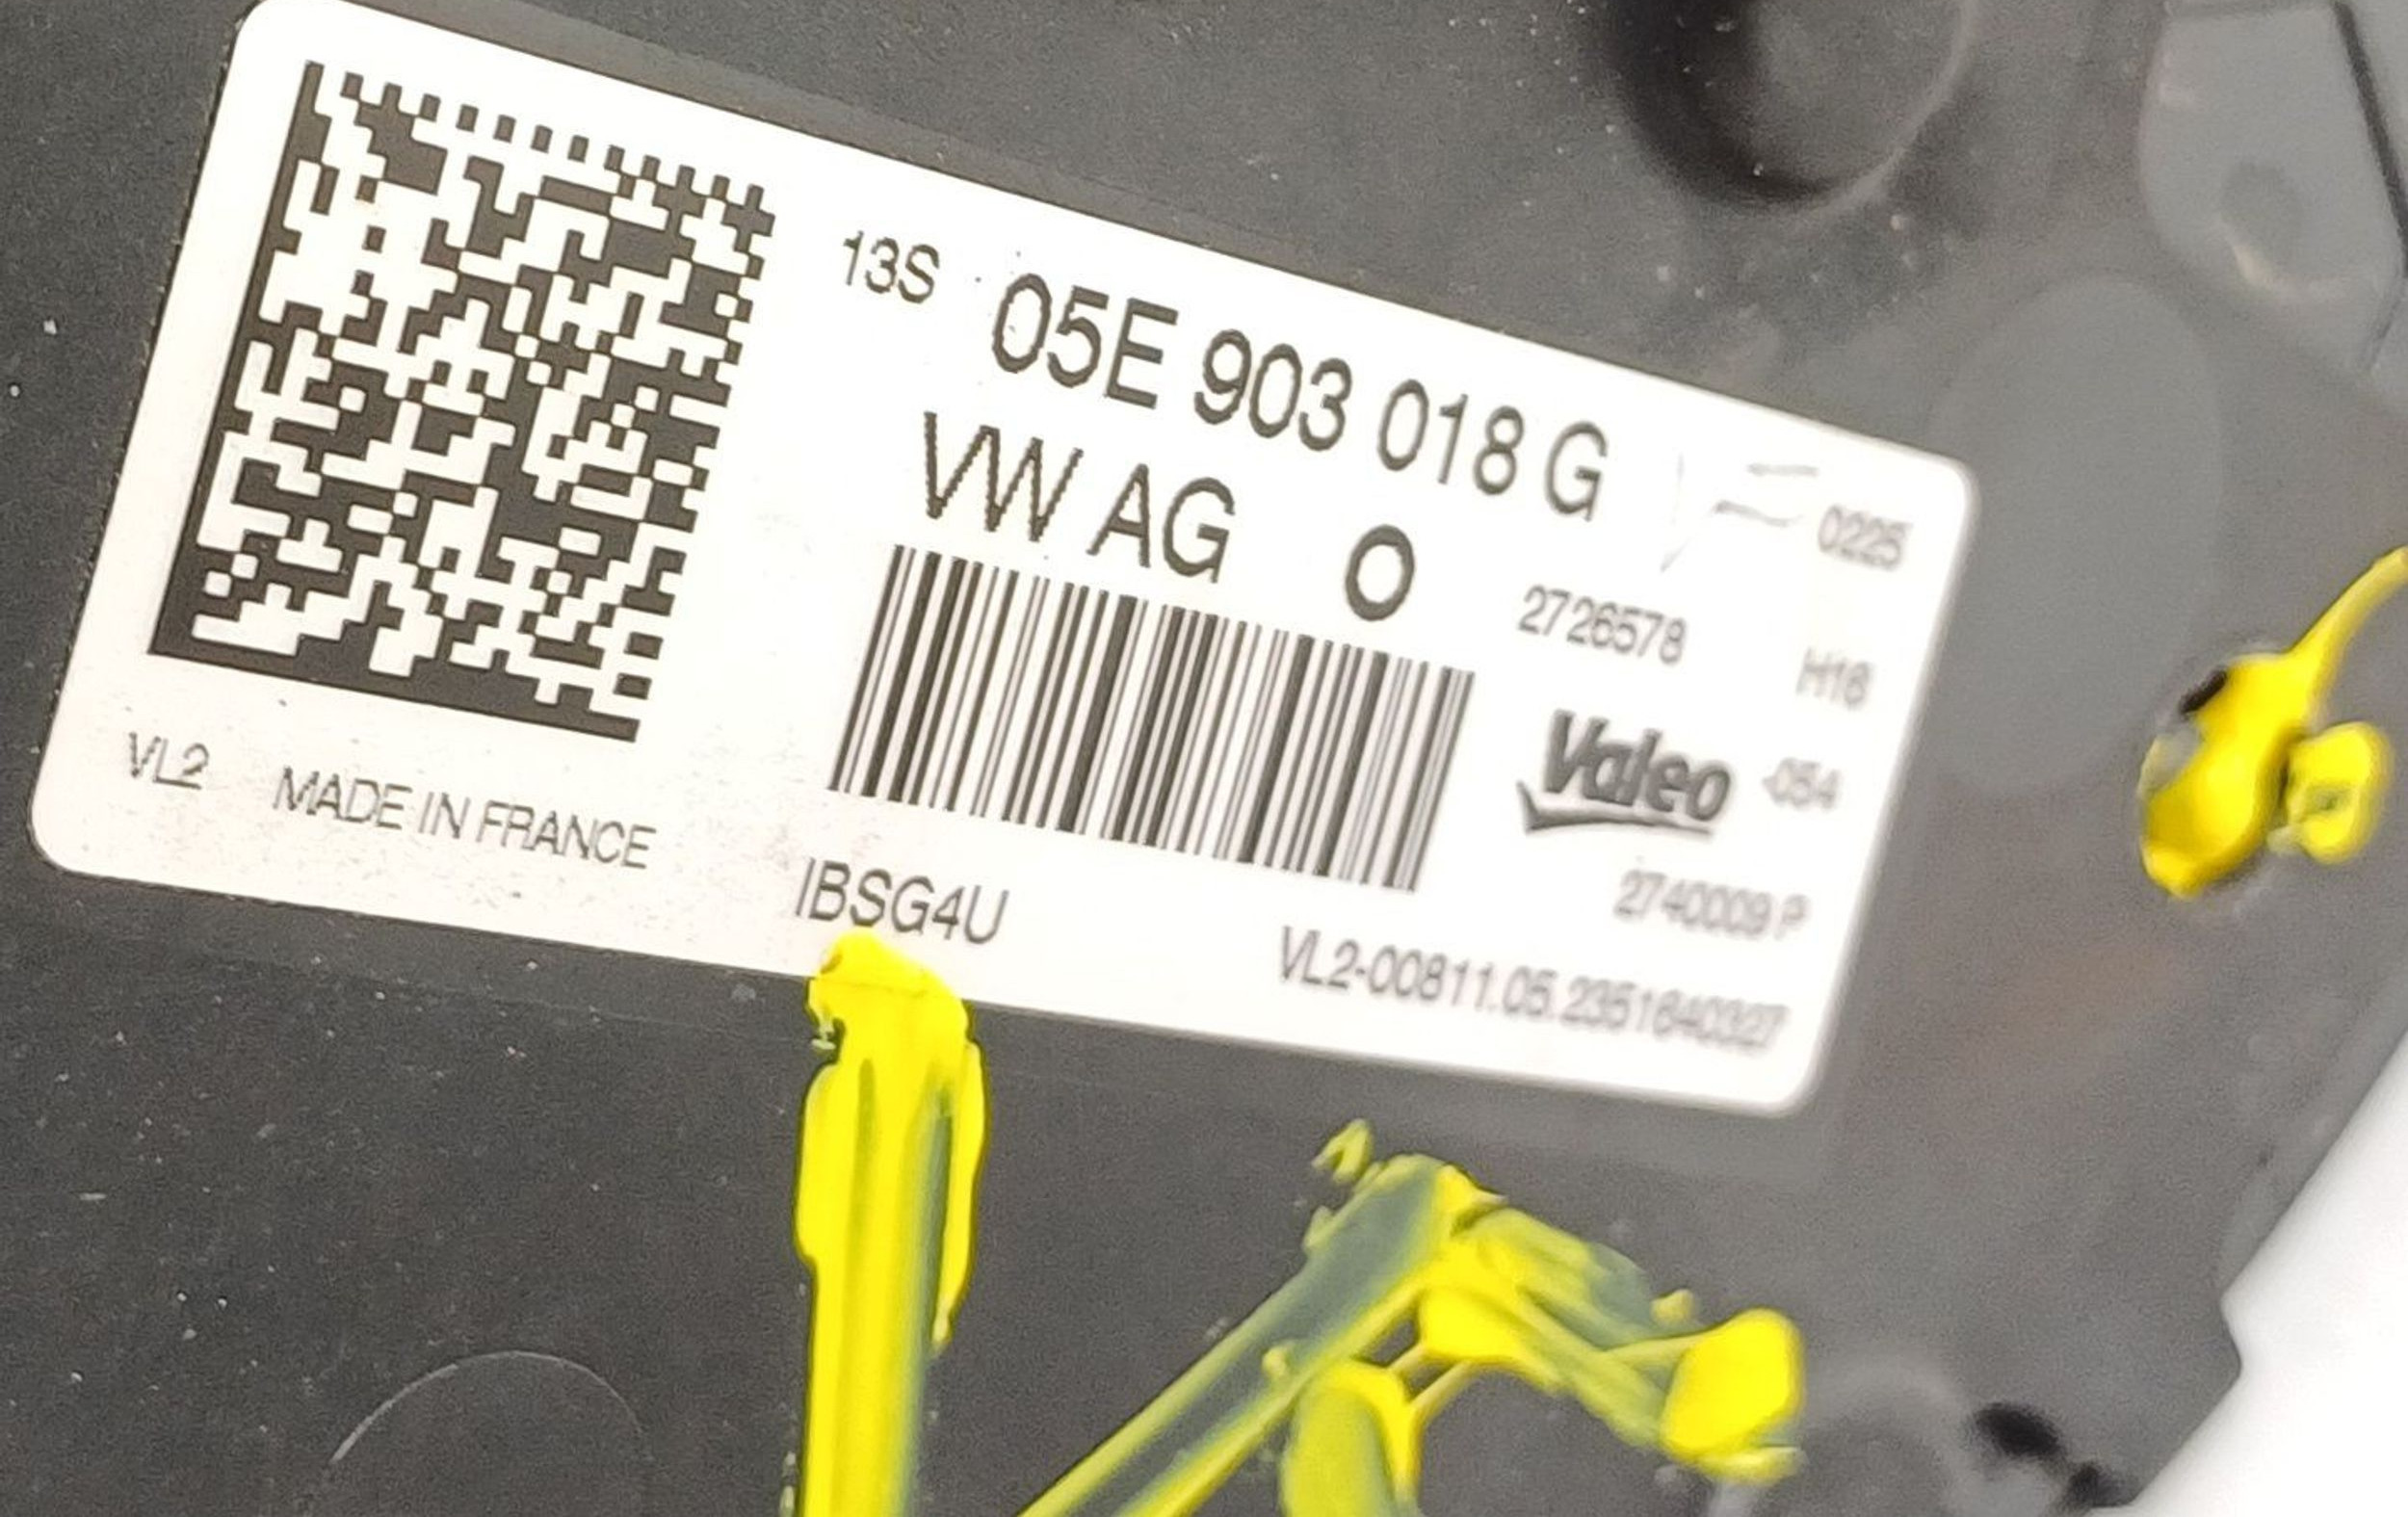 13S 05E 903 018 G 0225
VW AG O 2726578 H16
Valeo -054
VL2 MADE IN FRANCE
2740009 P
IBSG4U VL2-00811.05.2351640327